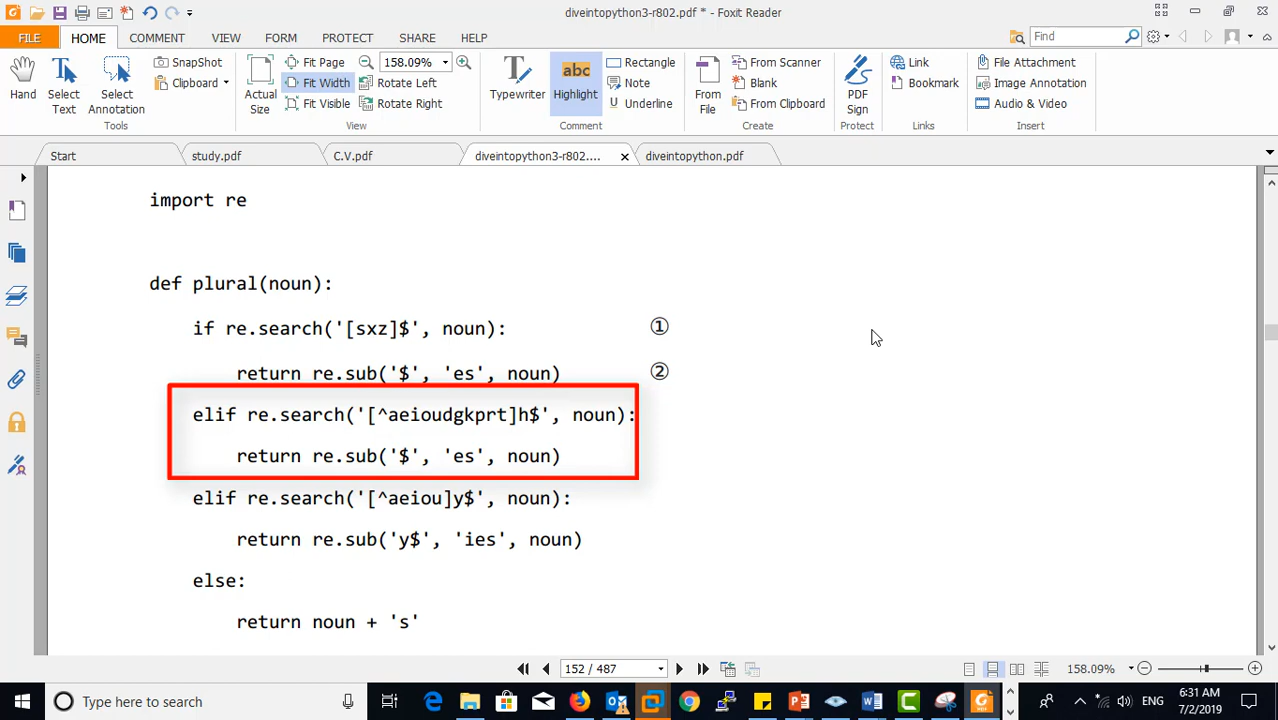 diveintopython3-r802.pdf * - Foxit Reader
FILE HOME COMMENT VIEW FORM PROTECT SHARE HELP Find
Hand
Select Text
Select Annotation
SnapShot
Clipboard
Tools
Actual Size
Fit Page
Fit Width
Fit Visible
158.09%
Rotate Left
Rotate Right
View
Typewriter
Highlight
Rectangle
Note
Underline
Comment
From File
From Scanner
Blank
From Clipboard
Create
PDF Sign
Protect
Link
Bookmark
Links
File Attachment
Image Annotation
Audio & Video
Insert
Start study.pdf C.V.pdf diveintopython3-r802.... diveintopython.pdf
import re
def plural(noun):
if re.search('[sxz]$', noun): ①
return re.sub('$', 'es', noun) ②
elif re.search('[^aeioudgkprt]h$', noun):
return re.sub('$', 'es', noun)
elif re.search('[^aeiou]y$', noun):
return re.sub('y$', 'ies', noun)
else:
return noun + 's'
152 / 487 158.09%
Type here to search ENG 6:31 AM
7/2/2019